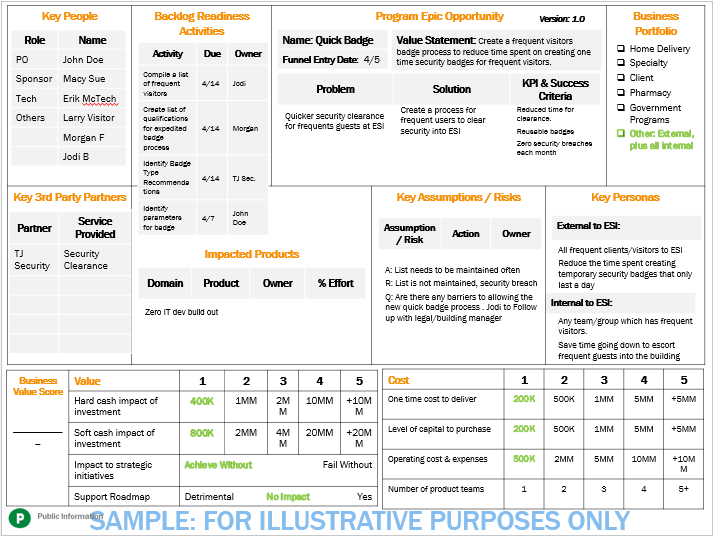 Key People
Role Name
PO John Doe
Sponsor Macy Sue
Tech Erik McTech
Others Larry Visitor
Morgan F
Jodi B
Backlog Readiness
Activities
Activity Due Owner
Compile a list
of frequent
visitors
4/14 Jodi
Create list of
qualifications
for expedited
badge
process
4/14 Morgan
Identify Badge
Type
Recommenda
tions
4/14 TJ Sec.
Identify
parameters
for badge
4/7 John
Doe
Program Epic Opportunity Version: 1.0
Name: Quick Badge
Funnel Entry Date: 4/5
Value Statement: Create a frequent visitors
badge process to reduce time spent on creating one
time security badges for frequent visitors.
Problem
Quicker security clearance
for frequents guests at ESI
Solution
Create a process for
frequent users to clear
security into ESI
KPI & Success
Criteria
Reduced time for
clearance.
Reusable badges
Zero security breaches
each month
Business
Portfolio
Home Delivery
Specialty
Client
Pharmacy
Government
Programs
Other: External,
plus all internal
Key 3rd Party Partners
Partner Service
Provided
TJ
Security
Security
Clearance
Impacted Products
Domain Product Owner % Effort
Zero IT dev build out
Key Assumptions / Risks
Assumption
/ Risk
Action Owner
A: List needs to be maintained often
R: List is not maintained, security breach
Q: Are there any barriers to allowing the
new quick badge process . Jodi to Follow
up with legal/building manager
Key Personas
External to ESI:
All frequent clients/visitors to ESI
Reduce the time spent creating
temporary security badges that only
last a day
Internal to ESI:
Any team/group which has frequent
visitors.
Save time going down to escort
frequent guests into the building
Business
Value Score
–
Value 1 2 3 4 5
Hard cash impact of
investment
400K 1MM 2M
M
10MM +10M
M
Soft cash impact of
investment
800K 2MM 4M
M
20MM +20M
M
Impact to strategic
initiatives
Achieve Without Fail Without
Support Roadmap Detrimental No Impact Yes
Cost 1 2 3 4 5
One time cost to deliver 200K 500K 1MM 5MM +5MM
Level of capital to purchase 200K 500K 1MM 5MM +5MM
Operating cost & expenses 500K 2MM 5MM 10MM +10M
M
Number of product teams 1 2 3 4 5+
P Public Information
SAMPLE: FOR ILLUSTRATIVE PURPOSES ONLY